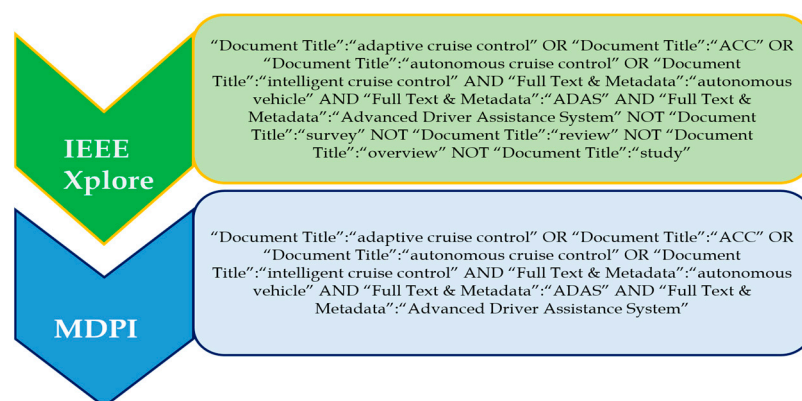 IEEE
Xplore
“Document Title”:“adaptive cruise control” OR “Document Title”:“ACC” OR
“Document Title”:“autonomous cruise control” OR “Document
Title”:“intelligent cruise control” AND “Full Text & Metadata”:“autonomous
vehicle” AND “Full Text & Metadata”:“ADAS” AND “Full Text &
Metadata”:“Advanced Driver Assistance System” NOT “Document
Title”:“survey” NOT “Document Title”:“review” NOT “Document
Title”:“overview” NOT “Document Title”:“study”
MDPI
“Document Title”:“adaptive cruise control” OR “Document Title”:“ACC” OR
“Document Title”:“autonomous cruise control” OR “Document
Title”:“intelligent cruise control” AND “Full Text & Metadata”:“autonomous
vehicle” AND “Full Text & Metadata”:“ADAS” AND “Full Text &
Metadata”:“Advanced Driver Assistance System”